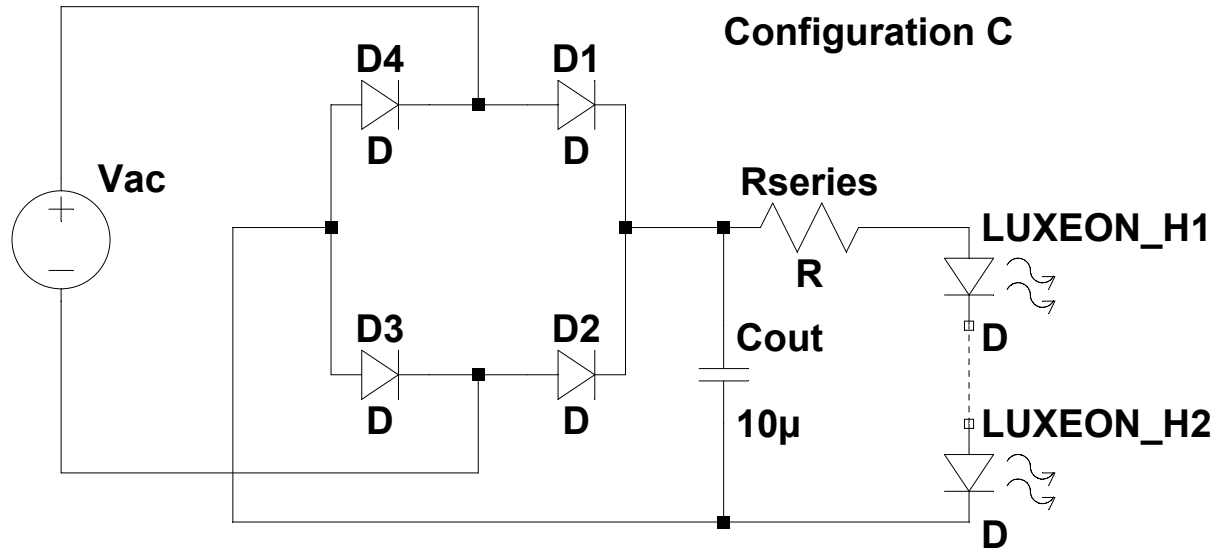 Configuration C
D4
D1
D
D
Vac
+
−
Rseries
R
LUXEON_H1
D
D3
D2
D
D
Cout
10µ
LUXEON_H2
D